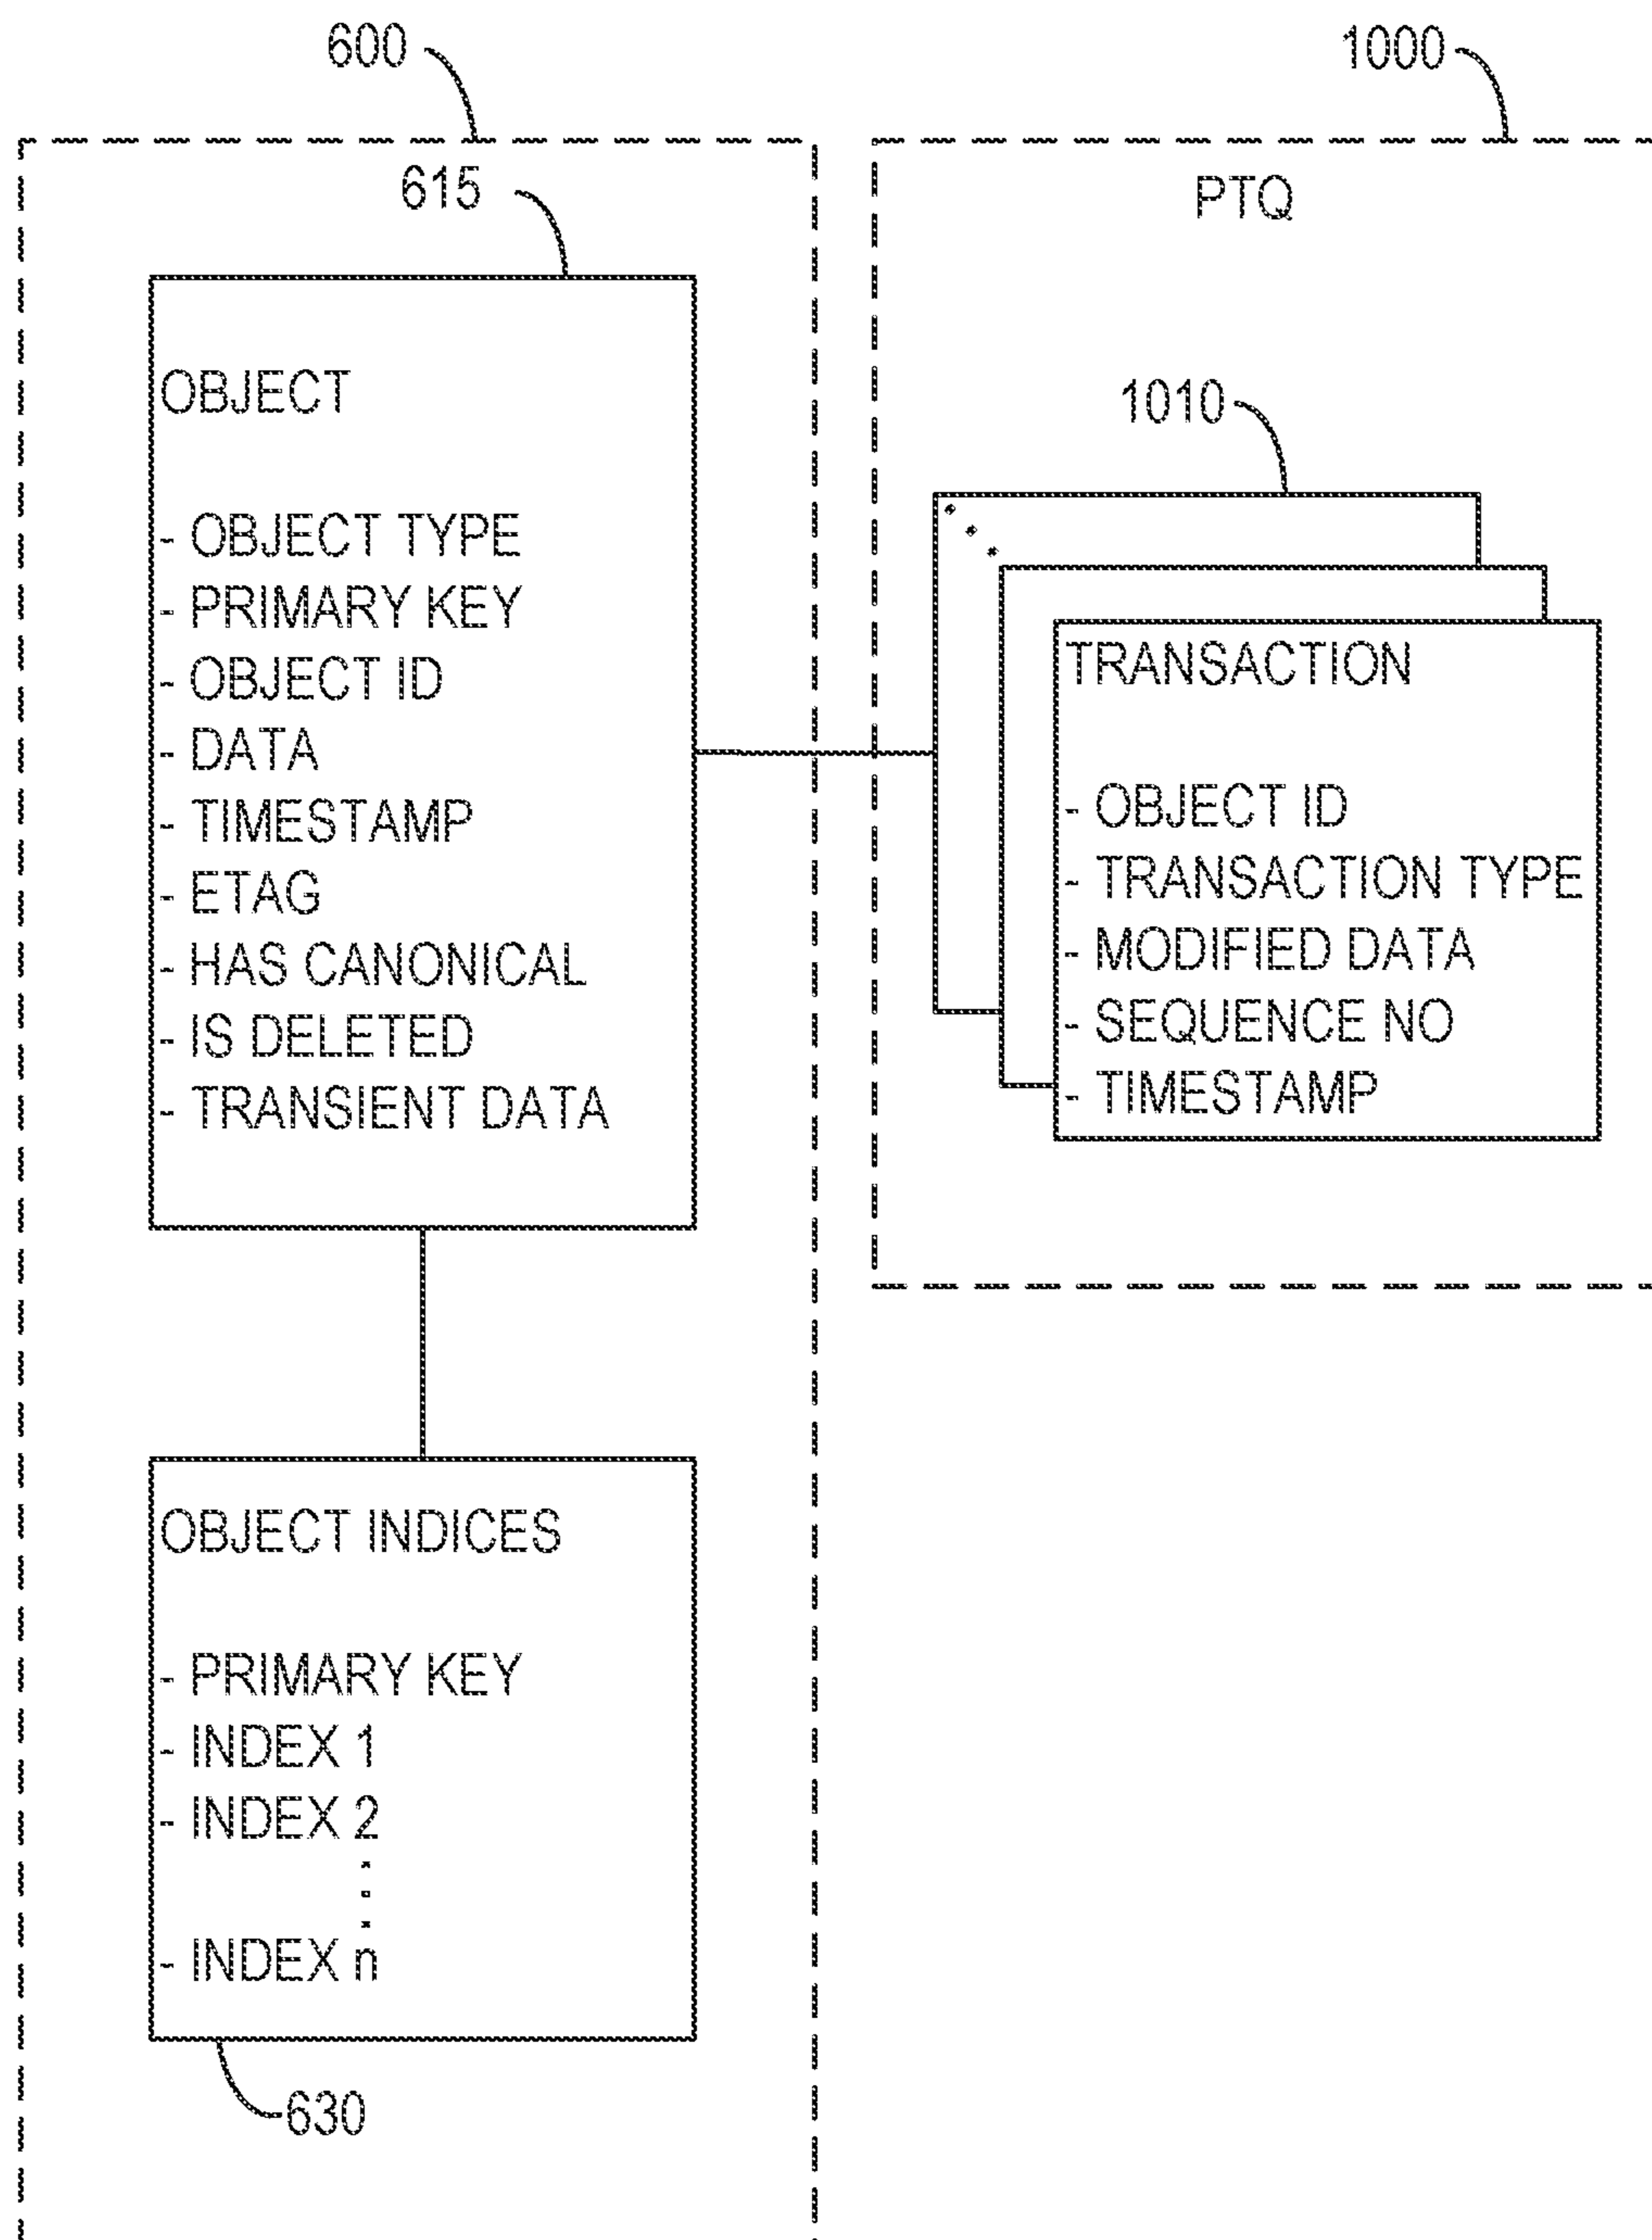 600
1000
615
PTQ
OBJECT
- OBJECT TYPE
- PRIMARY KEY
- OBJECT ID
- DATA
- TIMESTAMP
- ETAG
- HAS CANONICAL
- IS DELETED
- TRANSIENT DATA
1010
TRANSACTION
- OBJECT ID
- TRANSACTION TYPE
- MODIFIED DATA
- SEQUENCE NO
- TIMESTAMP
OBJECT INDICES
- PRIMARY KEY
- INDEX 1
- INDEX 2
- INDEX n
630